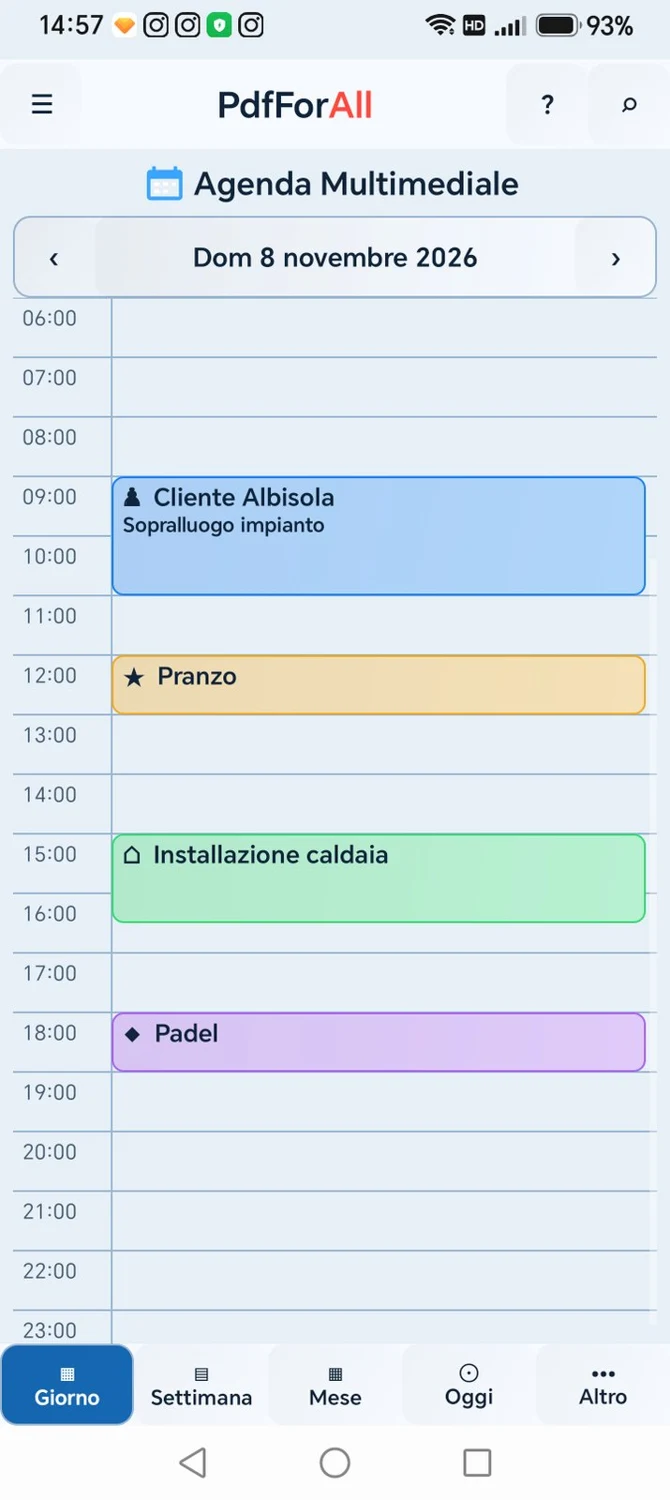 14:57 HD 93%
☰ PdfForAll ? ⌕
Agenda Multimediale
‹ Dom 8 novembre 2026 ›
06:00
07:00
08:00
09:00 ♟ Cliente Albisola
Sopralluogo impianto
10:00
11:00
12:00 ★ Pranzo
13:00
14:00
15:00 ⌂ Installazione caldaia
16:00
17:00
18:00 ◆ Padel
19:00
20:00
21:00
22:00
23:00
Giorno Settimana Mese Oggi Altro